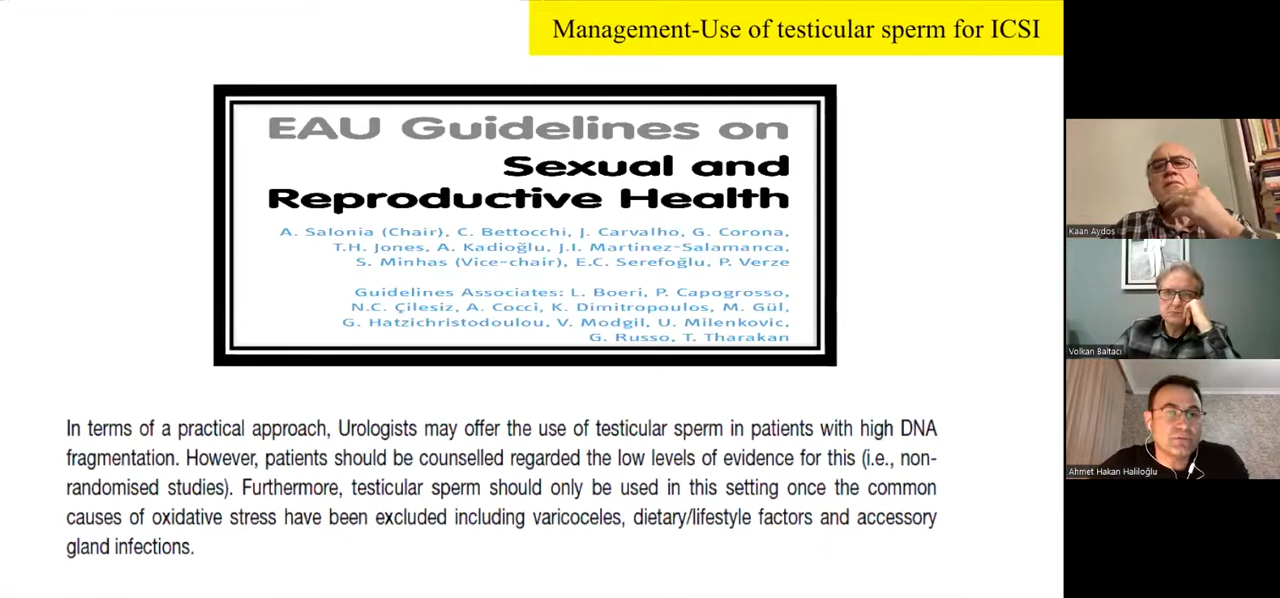 Management-Use of testicular sperm for ICSI
EAU Guidelines on
Sexual and
Reproductive Health
A. Salonia (Chair), C. Bettocchi, J. Carvalho, G. Corona,
T.H. Jones, A. Kadioğlu, J.I. Martinez-Salamanca,
S. Minhas (Vice-chair), E.C. Serefoğlu, P. Verze
Guidelines Associates: L. Boeri, P. Capogrosso,
N.C. Çilesiz, A. Cocci, K. Dimitropoulos, M. Gül,
G. Hatzichristodoulou, V. Modgil, U. Milenkovic,
G. Russo, T. Tharakan
In terms of a practical approach, Urologists may offer the use of testicular sperm in patients with high DNA
fragmentation. However, patients should be counselled regarded the low levels of evidence for this (i.e., non-
randomised studies). Furthermore, testicular sperm should only be used in this setting once the common
causes of oxidative stress have been excluded including varicoceles, dietary/lifestyle factors and accessory
gland infections.
Kaan Aydos
Volkan Baltacı
Ahmet Hakan Haliloğlu